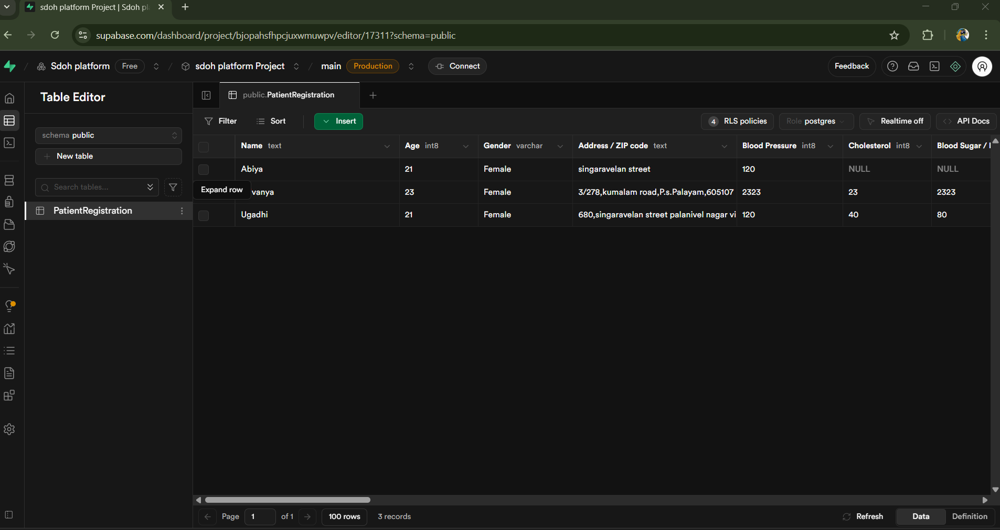 sdoh platform Project | Sdoh pl
supabase.com/dashboard/project/bjopahsfhpcjuxwmuwpv/editor/17311?schema=public
Sdoh platform Free / sdoh platform Project / main Production Connect Feedback
Table Editor
public.PatientRegistration
Filter Sort Insert 4 RLS policies Role postgres Realtime off API Docs
schema public
New table
Search tables...
PatientRegistration
Name text Age int8 Gender varchar Address / ZIP code text Blood Pressure int8 Cholesterol int8 Blood Sugar /
Abiya 21 Female singaravelan street 120 NULL NULL
Expand row
vanya 23 Female 3/278,kumalam road,P.s.Palayam,605107 2323 23 2323
Ugadhi 21 Female 680,singaravelan street palanivel nagar vi 120 40 80
Page 1 of 1 100 rows 3 records Refresh Data Definition